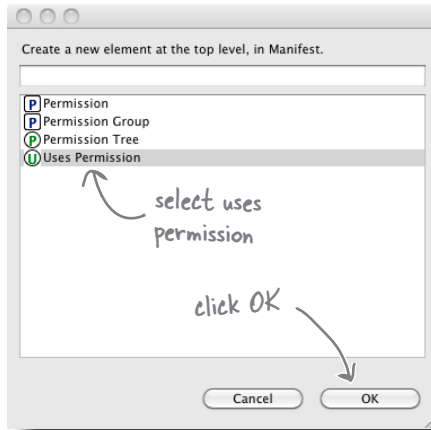 Create a new element at the top level, in Manifest.
P Permission
P Permission Group
P Permission Tree
U Uses Permission
select uses
permission
click OK
Cancel OK